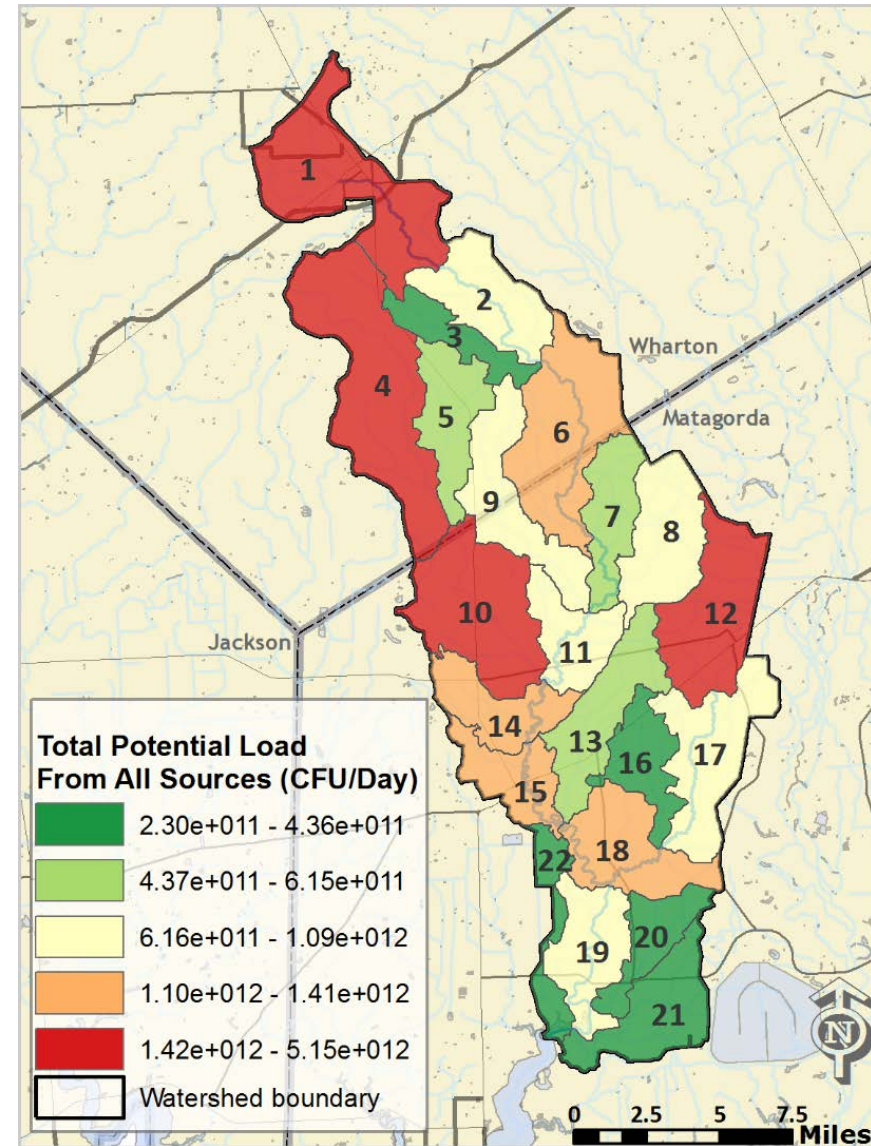 1
2
3
Wharton
4
5
6
Matagorda
9
7
8
10
12
Jackson
11
14
13
16
17
15
18
22
19
20
21
Total Potential Load
From All Sources (CFU/Day)
2.30e+011 - 4.36e+011
4.37e+011 - 6.15e+011
6.16e+011 - 1.09e+012
1.10e+012 - 1.41e+012
1.42e+012 - 5.15e+012
Watershed boundary
N
0 2.5 5 7.5
Miles